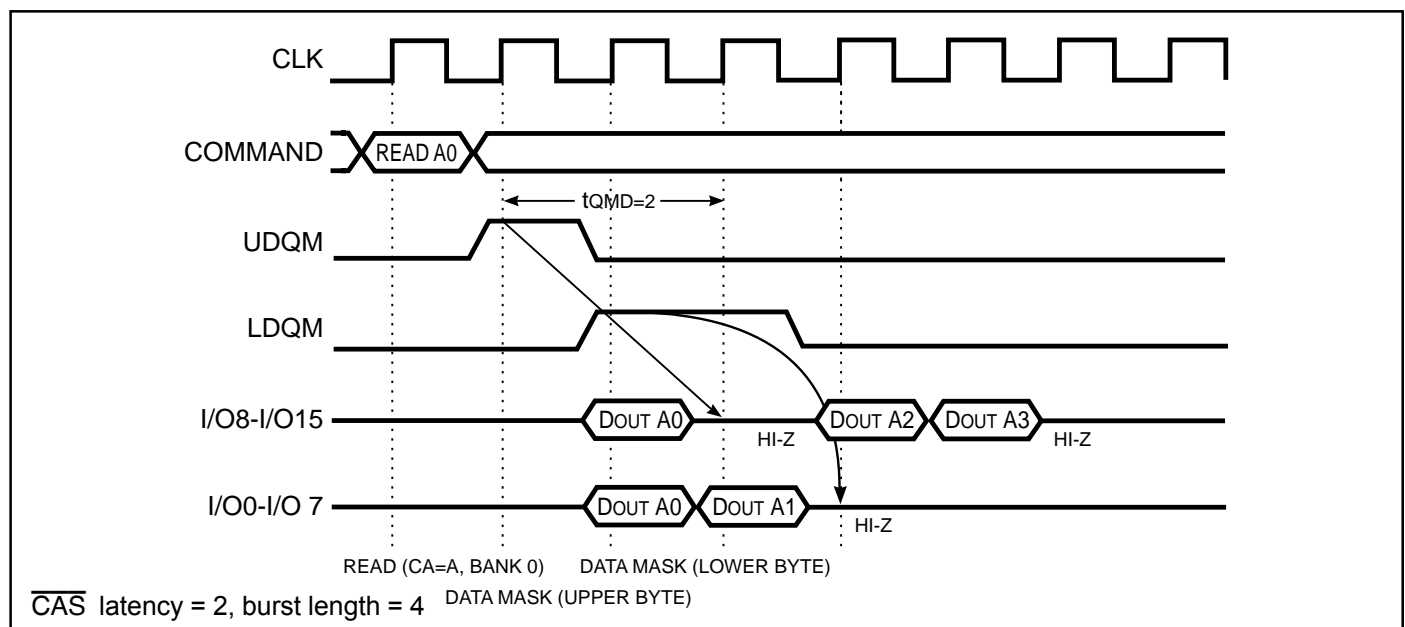 CLK
COMMAND
READ A0
tQMD=2
UDQM
LDQM
I/O8-I/O15
DOUT A0
HI-Z
DOUT A2
DOUT A3
HI-Z
I/O0-I/O 7
DOUT A0
DOUT A1
HI-Z
READ (CA=A, BANK 0)
DATA MASK (LOWER BYTE)
CAS latency = 2, burst length = 4
DATA MASK (UPPER BYTE)